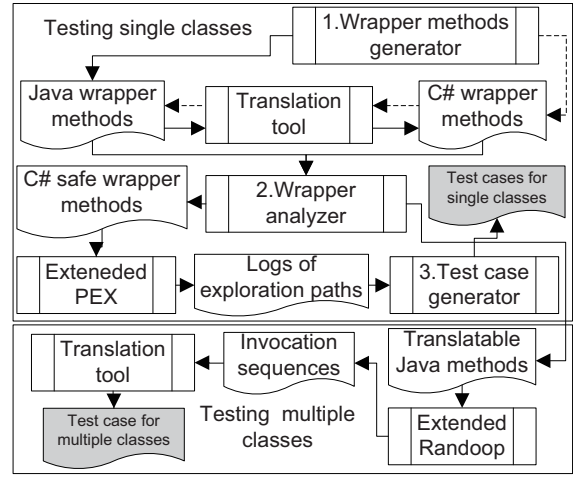 Testing single classes
1.Wrapper methods
generator
Java wrapper
methods
Translation
tool
C# wrapper
methods
C# safe wrapper
methods
2.Wrapper
analyzer
Test cases for
single classes
Exteneded
PEX
Logs of
exploration paths
3.Test case
generator
Translation
tool
Invocation
sequences
Translatable
Java methods
Test case for
multiple classes
Testing multiple
classes
Extended
Randoop